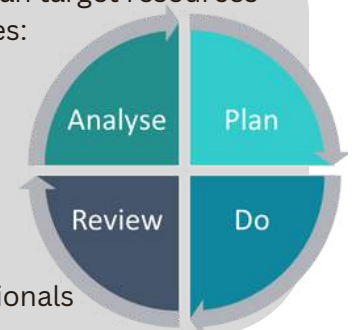 an target resources
es:
Analyse
Plan
Review
Do
ionals